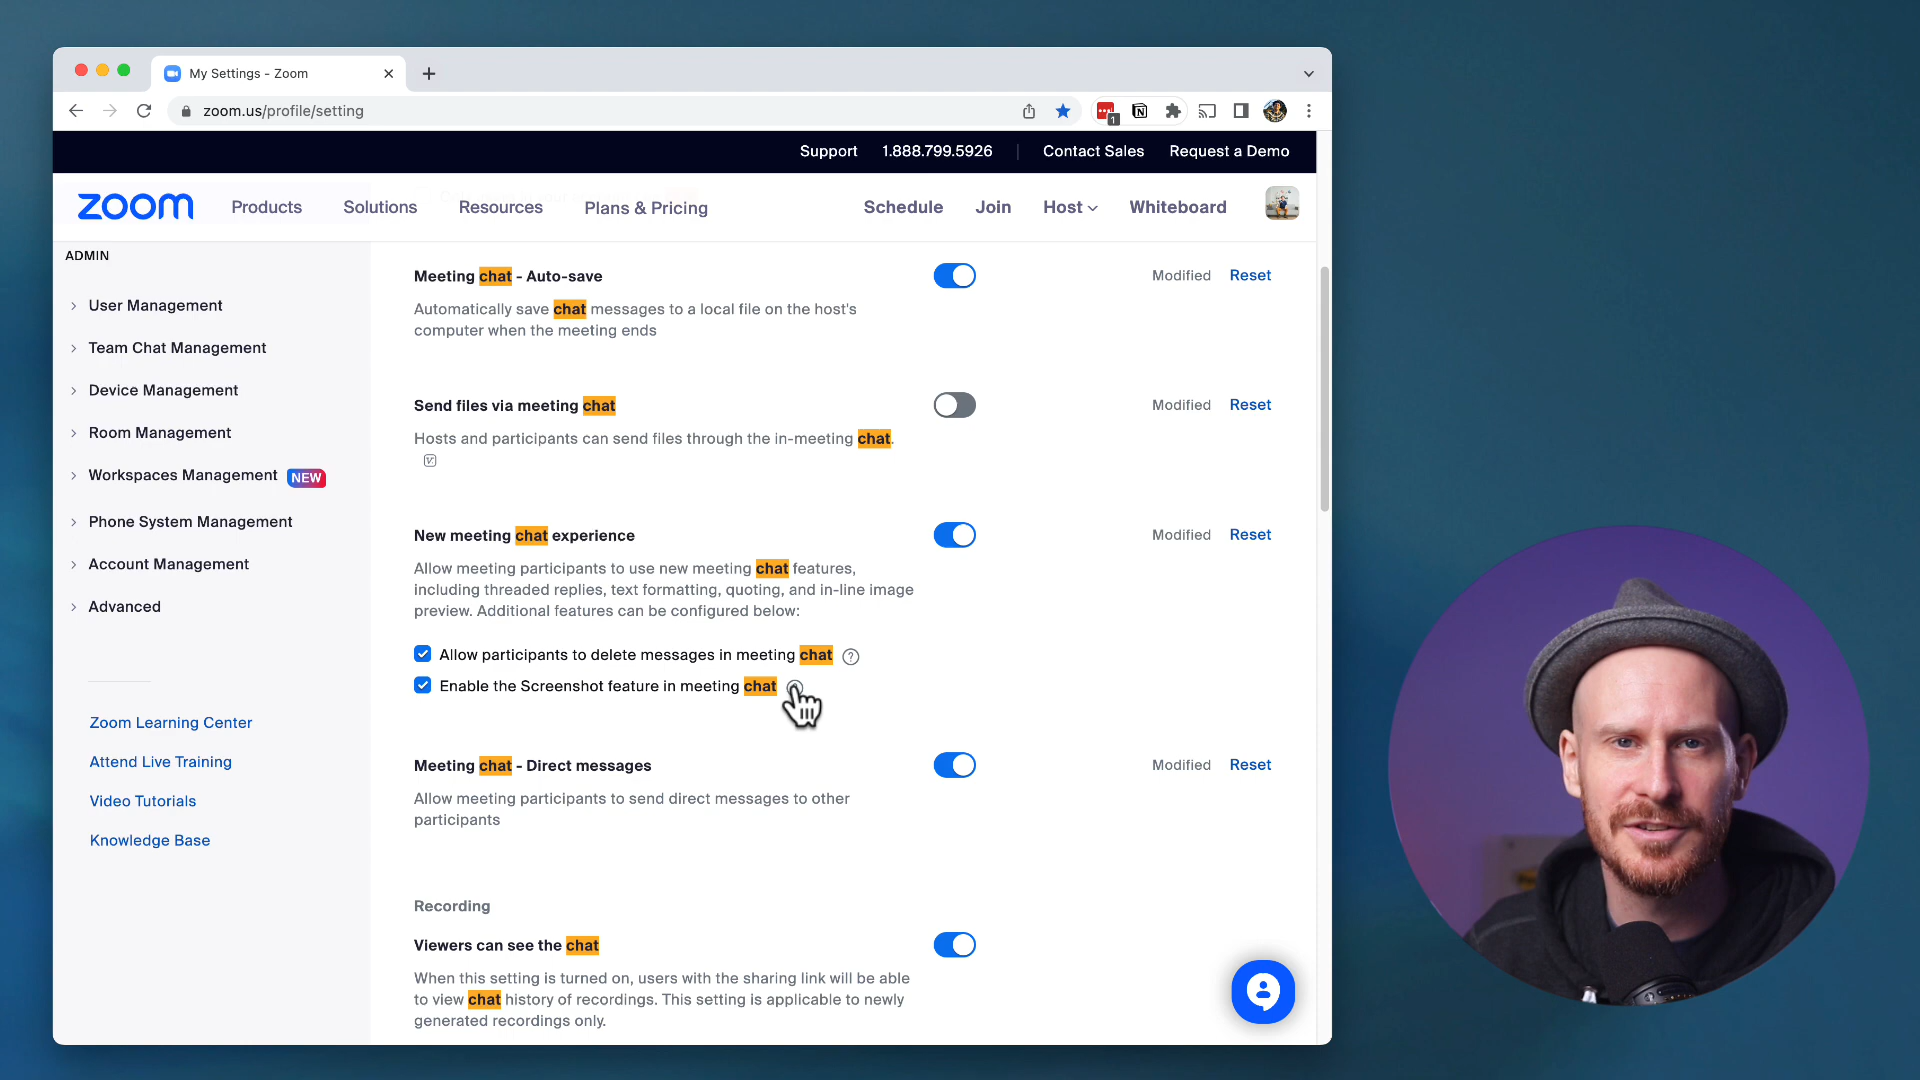 My Settings - Zoom
zoom.us/profile/setting
1
Support 1.888.799.5926 Contact Sales Request a Demo
zoom Products Solutions Resources Plans & Pricing Schedule Join Host Whiteboard
ADMIN
User Management
Team Chat Management
Device Management
Room Management
Workspaces Management NEW
Phone System Management
Account Management
Advanced
Zoom Learning Center
Attend Live Training
Video Tutorials
Knowledge Base
Meeting chat - Auto-save Modified Reset
Automatically save chat messages to a local file on the host's
computer when the meeting ends
Send files via meeting chat Modified Reset
Hosts and participants can send files through the in-meeting chat.
New meeting chat experience Modified Reset
Allow meeting participants to use new meeting chat features,
including threaded replies, text formatting, quoting, and in-line image
preview. Additional features can be configured below:
Allow participants to delete messages in meeting chat ?
Enable the Screenshot feature in meeting chat
Meeting chat - Direct messages Modified Reset
Allow meeting participants to send direct messages to other
participants
Recording
Viewers can see the chat
When this setting is turned on, users with the sharing link will be able
to view chat history of recordings. This setting is applicable to newly
generated recordings only.